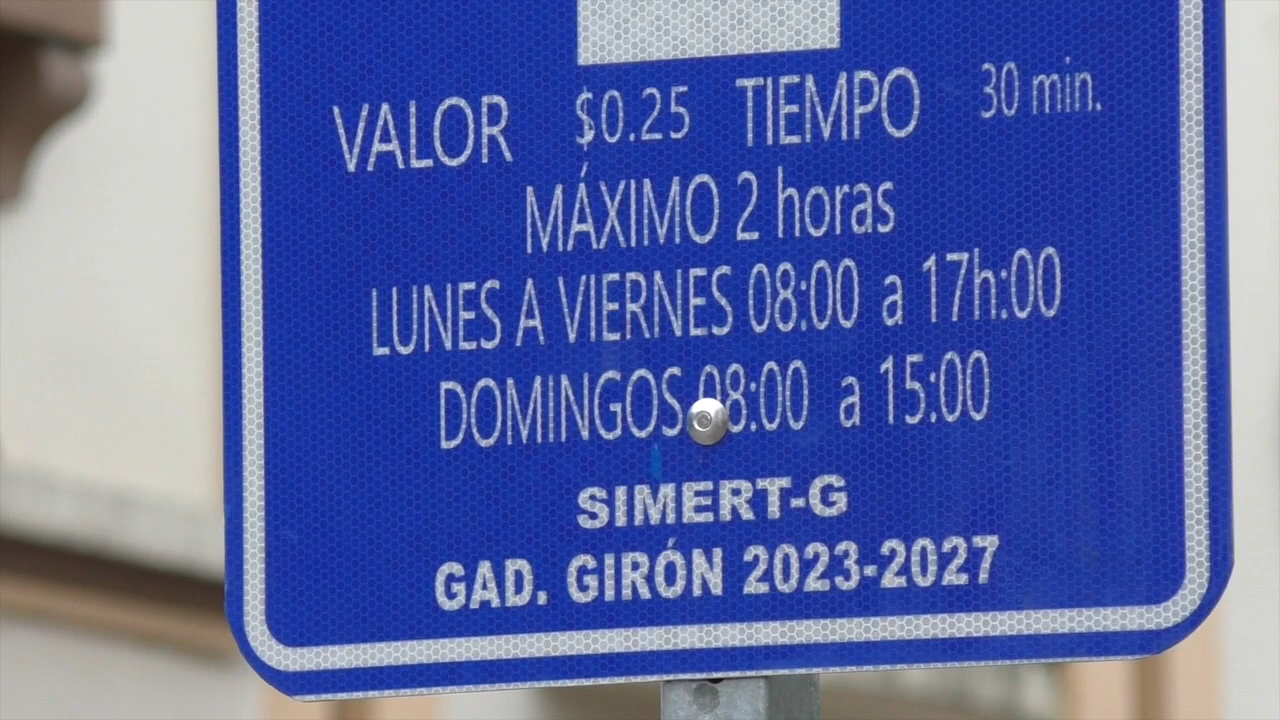 VALOR $0.25 TIEMPO 30 min.
MÁXIMO 2 horas
LUNES A VIERNES 08:00 a 17h:00
DOMINGOS 08:00 a 15:00
SIMERT-G
GAD. GIRÓN 2023-2027